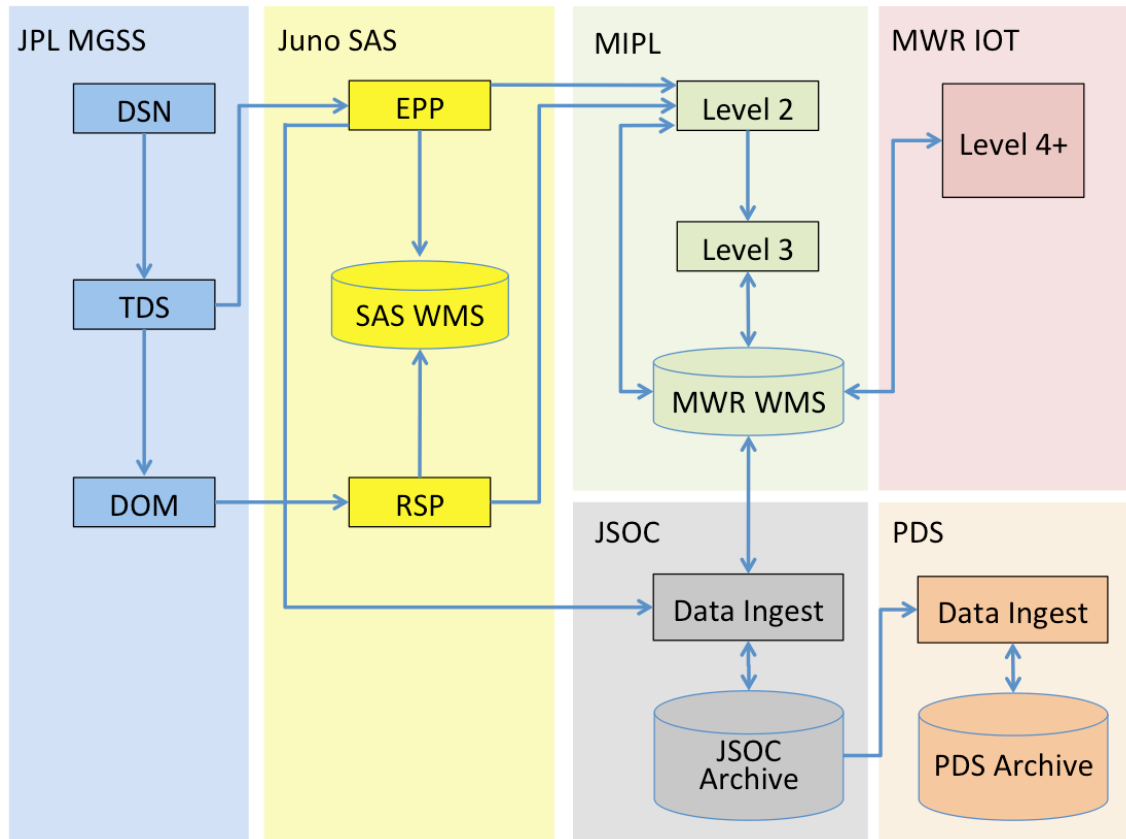 JPL MGSS
DSN
TDS
DOM
Juno SAS
EPP
SAS WMS
RSP
MIPL
Level 2
Level 3
MWR WMS
MWR IOT
Level 4+
JSOC
Data Ingest
JSOC
Archive
PDS
Data Ingest
PDS Archive